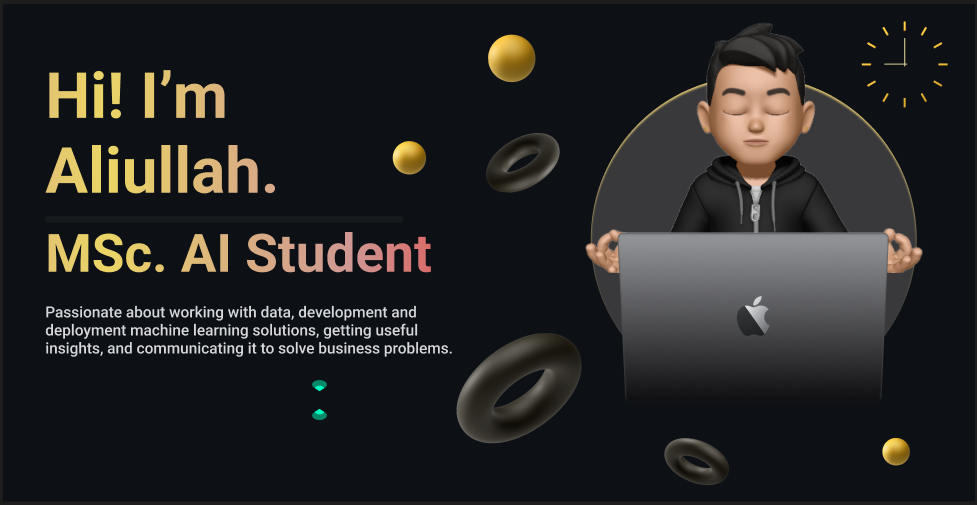 Hi! I’m
Aliullah.
MSc. AI Student
Passionate about working with data, development and
deployment machine learning solutions, getting useful
insights, and communicating it to solve business problems.